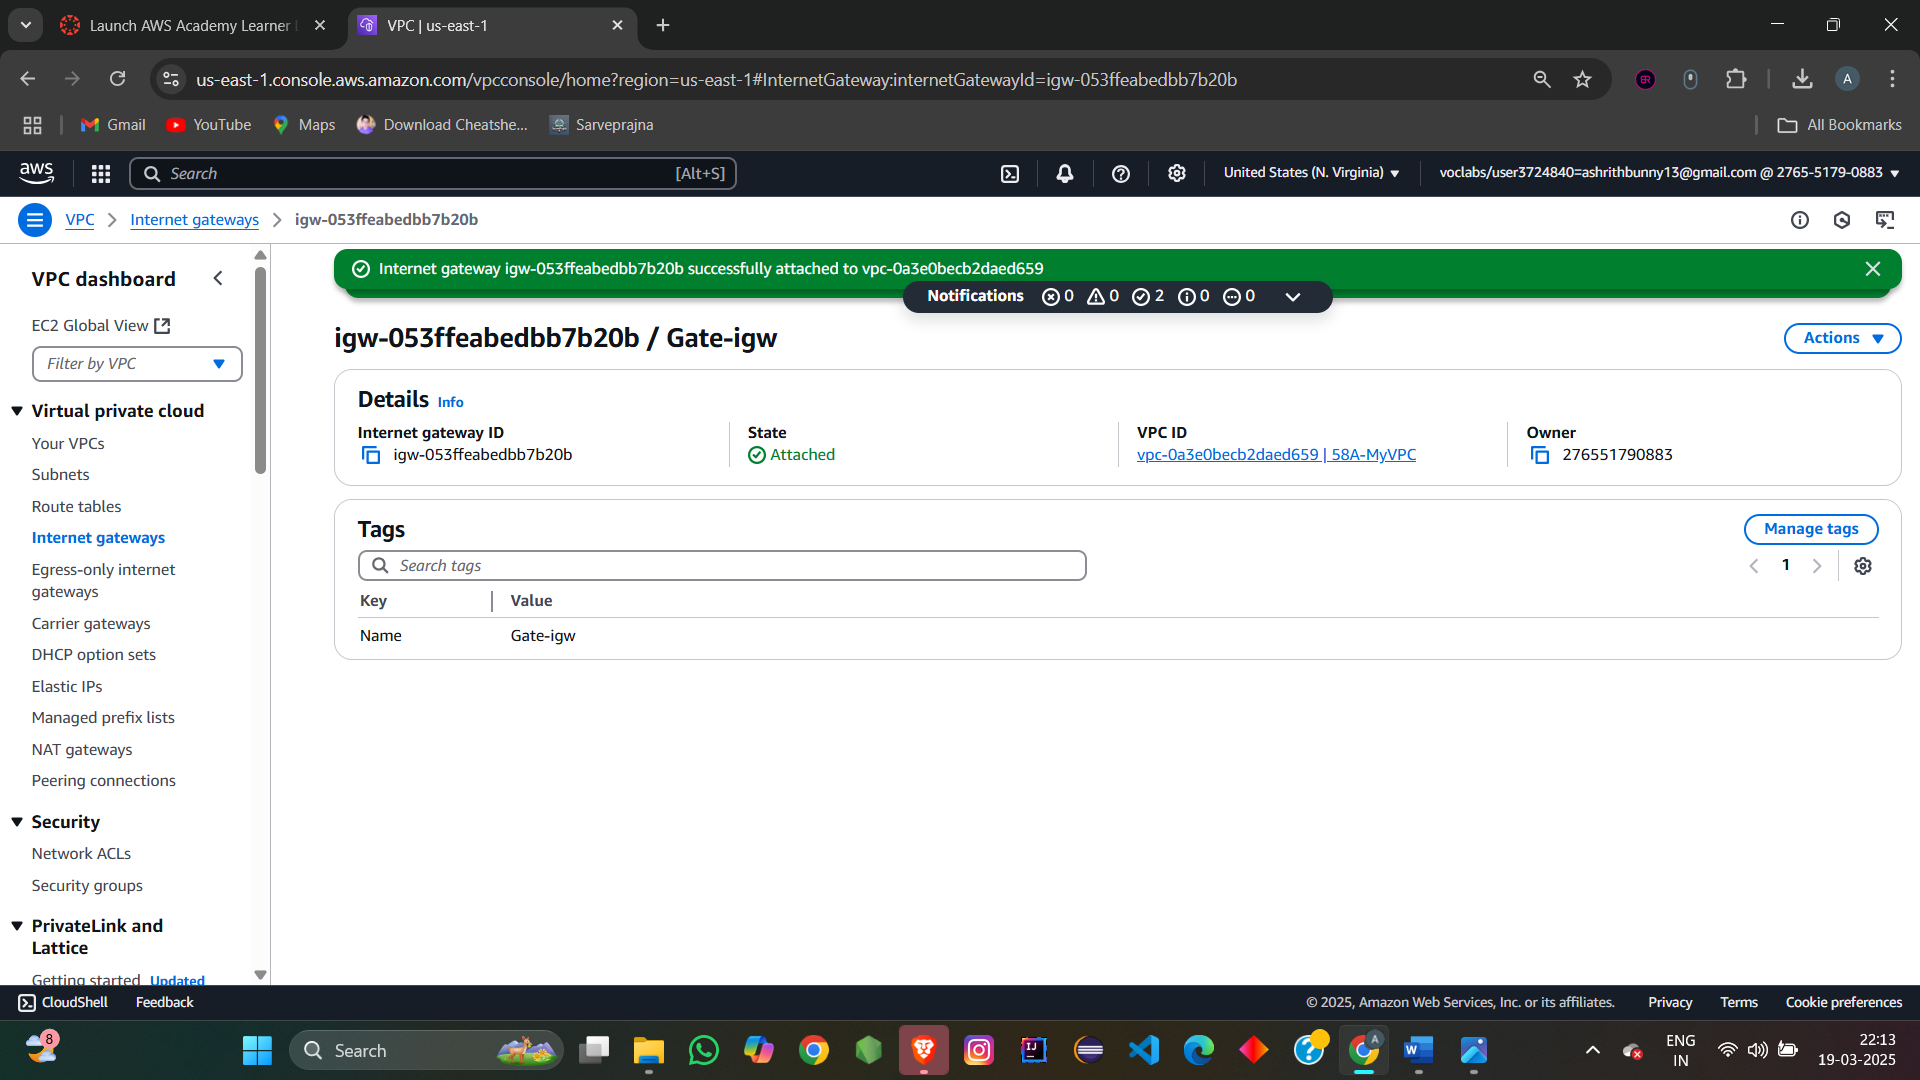 Launch AWS Academy Learner
VPC | us-east-1
us-east-1.console.aws.amazon.com/vpcconsole/home?region=us-east-1#InternetGateway:internetGatewayId=igw-053ffeabedbb7b20b
A
Gmail
YouTube
Maps
Download Cheatshe...
Sarveprajna
All Bookmarks
aws
Search
[Alt+S]
United States (N. Virginia)
voclabs/user3724840=ashrithbunny13@gmail.com @ 2765-5179-0883
VPC
Internet gateways
igw-053ffeabedbb7b20b
VPC dashboard
EC2 Global View
Filter by VPC
Virtual private cloud
Your VPCs
Subnets
Route tables
Internet gateways
Egress-only internet
gateways
Carrier gateways
DHCP option sets
Elastic IPs
Managed prefix lists
NAT gateways
Peering connections
Security
Network ACLs
Security groups
PrivateLink and
Lattice
Getting started Updated
Internet gateway igw-053ffeabedbb7b20b successfully attached to vpc-0a3e0becb2daed659
Notifications 0 0 2 0 0
igw-053ffeabedbb7b20b / Gate-igw
Actions
Details Info
Internet gateway ID
igw-053ffeabedbb7b20b
State
Attached
VPC ID
vpc-0a3e0becb2daed659 | 58A-MyVPC
Owner
276551790883
Tags
Manage tags
Search tags
1
Key
Value
Name
Gate-igw
CloudShell
Feedback
© 2025, Amazon Web Services, Inc. or its affiliates.
Privacy
Terms
Cookie preferences
8
Search
A
ENG
IN
22:13
19-03-2025